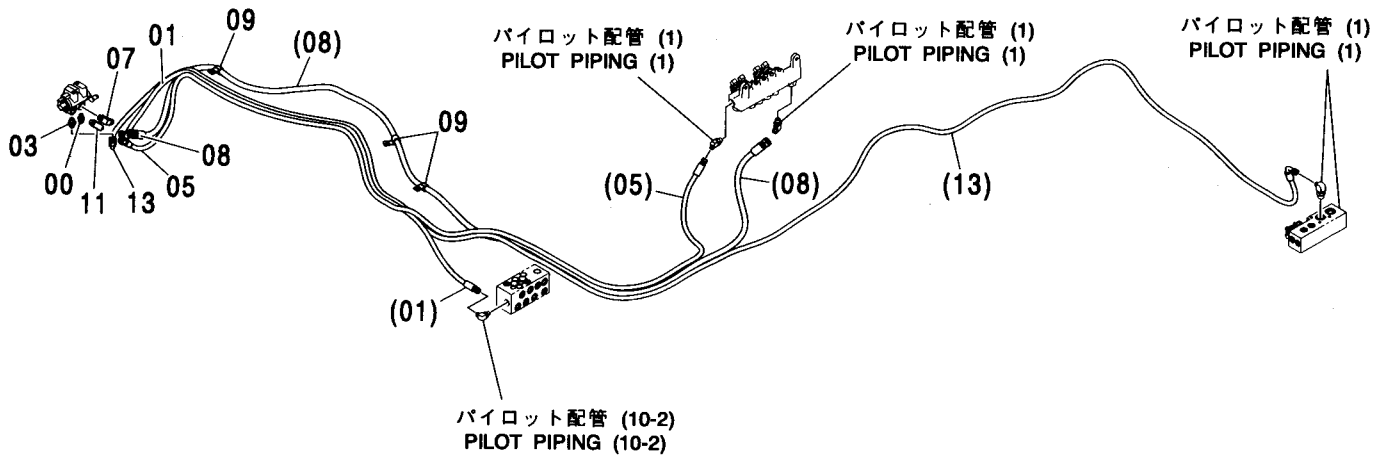 パイロット配管 (1)
PILOT PIPING (1)
パイロット配管 (1)
PILOT PIPING (1)
パイロット配管 (1)
PILOT PIPING (1)
09
01
(08)
07
03
00
11
13
05
08
09
(05)
(08)
(13)
(01)
パイロット配管 (10-2)
PILOT PIPING (10-2)